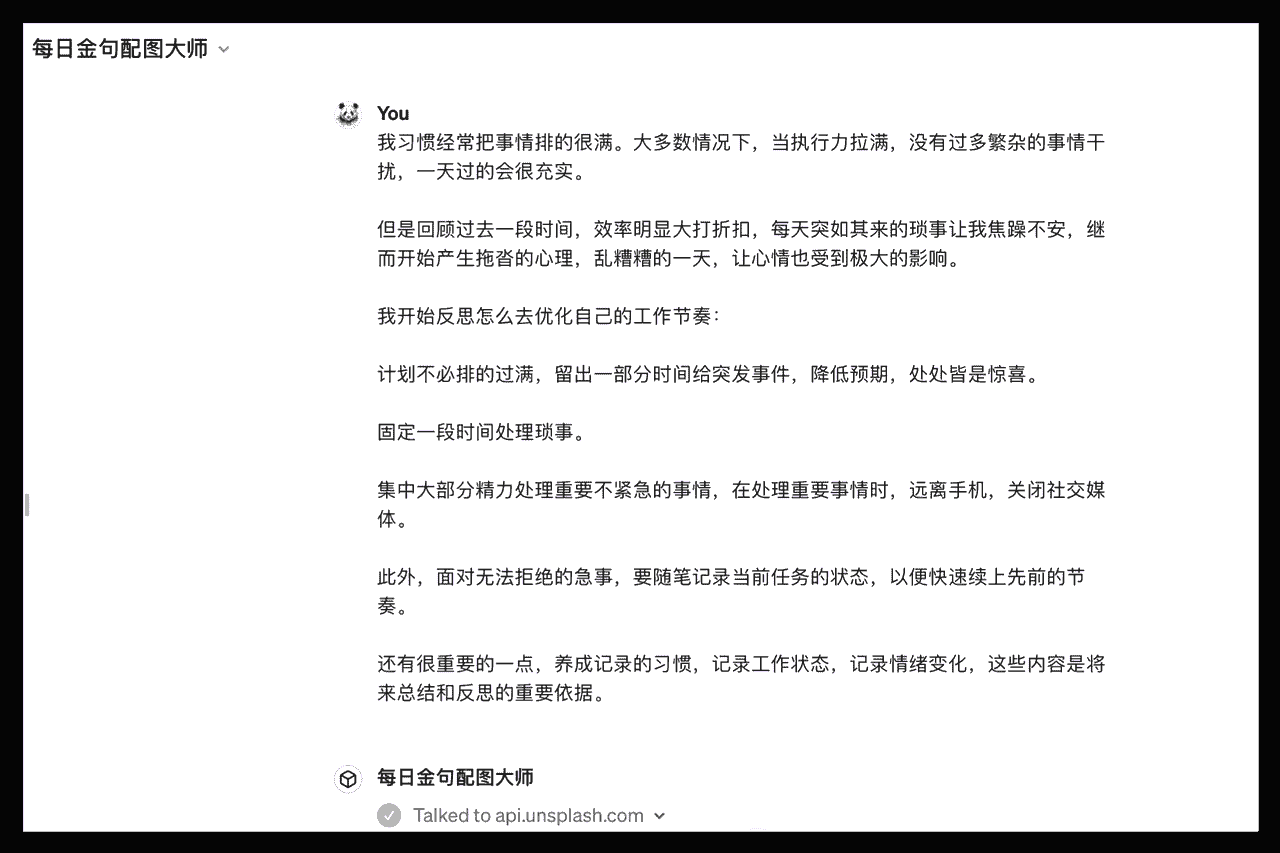 每日金句配图大师
You
我习惯经常把事情排的很满。大多数情况下，当执行力拉满，没有过多繁杂的事情干
扰，一天过的会很充实。
但是回顾过去一段时间，效率明显大打折扣，每天突如其来的琐事让我焦躁不安，继
而开始产生拖沓的心理，乱糟糟的一天，让心情也受到极大的影响。
我开始反思怎么去优化自己的工作节奏：
计划不必排的过满，留出一部分时间给突发事件，降低预期，处处皆是惊喜。
固定一段时间处理琐事。
集中大部分精力处理重要不紧急的事情，在处理重要事情时，远离手机，关闭社交媒
体。
此外，面对无法拒绝的急事，要随笔记录当前任务的状态，以便快速续上先前的节
奏。
还有很重要的一点，养成记录的习惯，记录工作状态，记录情绪变化，这些内容是将
来总结和反思的重要依据。
每日金句配图大师
Talked to api.unsplash.com